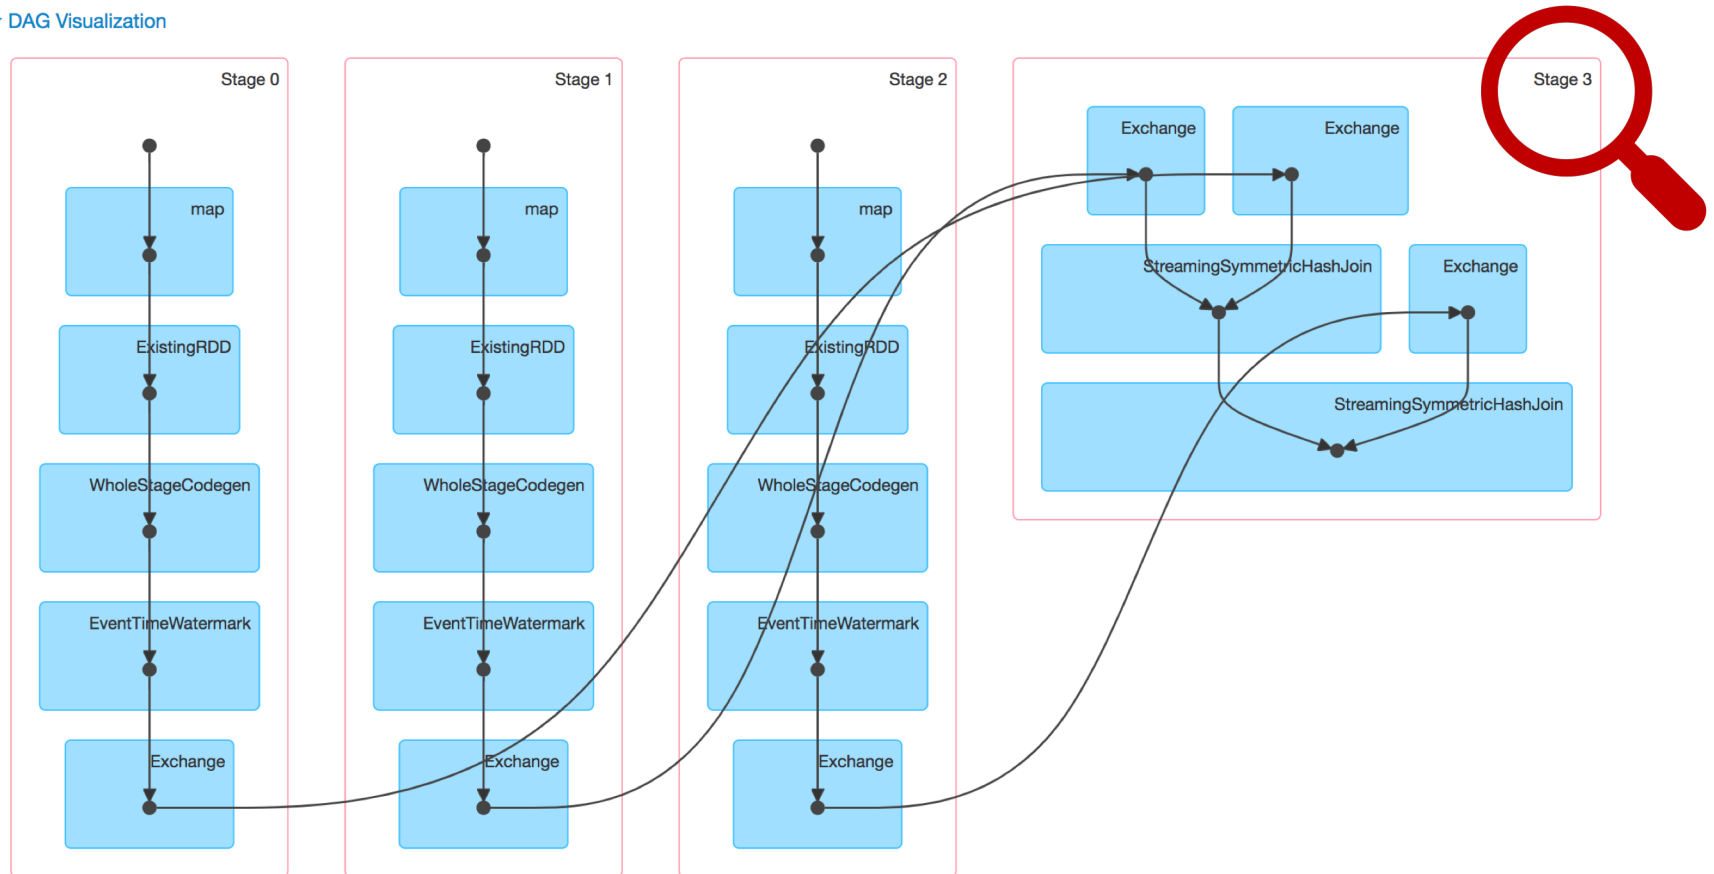 DAG Visualization
Stage 0
map
ExistingRDD
WholeStageCodegen
EventTimeWatermark
Exchange
Stage 1
map
ExistingRDD
WholeStageCodegen
EventTimeWatermark
Exchange
Stage 2
map
ExistingRDD
WholeStageCodegen
EventTimeWatermark
Exchange
Stage 3
Exchange
Exchange
StreamingSymmetricHashJoin
Exchange
StreamingSymmetricHashJoin